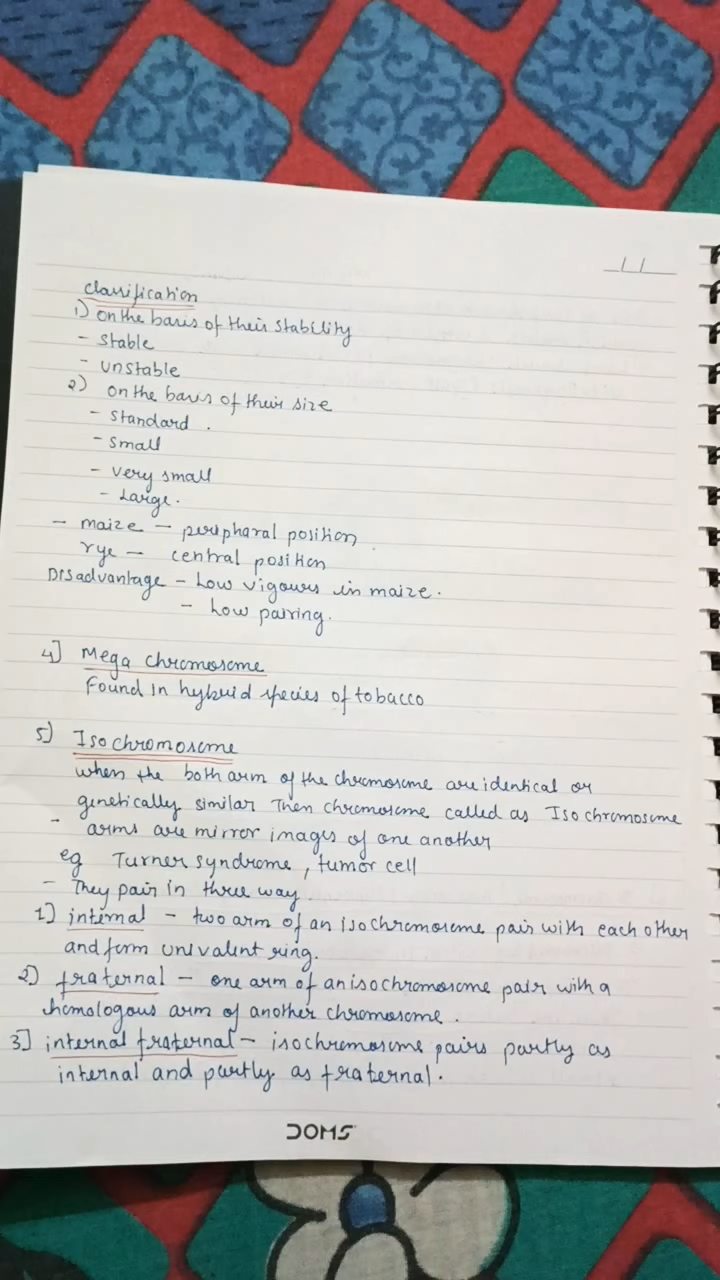 classification
1) on the basis of their stability
- stable
- unstable
2) on the basis of their size
- standard .
- small
- very small
- Large.
- maize - peripharal position
rye - central position
Disadvantage - Low vigours in maize.
- Low pairing.
4] Mega chromosome
Found in hybrid species of tobacco
5) Iso chromosome
when the both arm of the chromosome are identical or
genetically similar Then chromosome called as Iso chromosome
- arms are mirror images of one another
eg Turner syndrome, tumor cell
- They pair in three way
1] internal - two arm of an isochromosome pair with each other
and form univalent ring.
2) fraternal - one arm of an isochromosome pair with a
homologous arm of another chromosome.
3] internal fraternal - isochromosome pairs partly as
internal and partly as fraternal.
DOMS